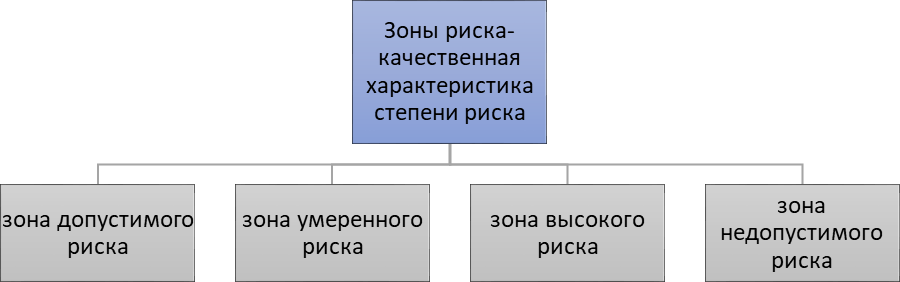 Зоны риска-
качественная
характеристика
степени риска
зона допустимого
риска
зона умеренного
риска
зона высокого
риска
зона
недопустимого
риска